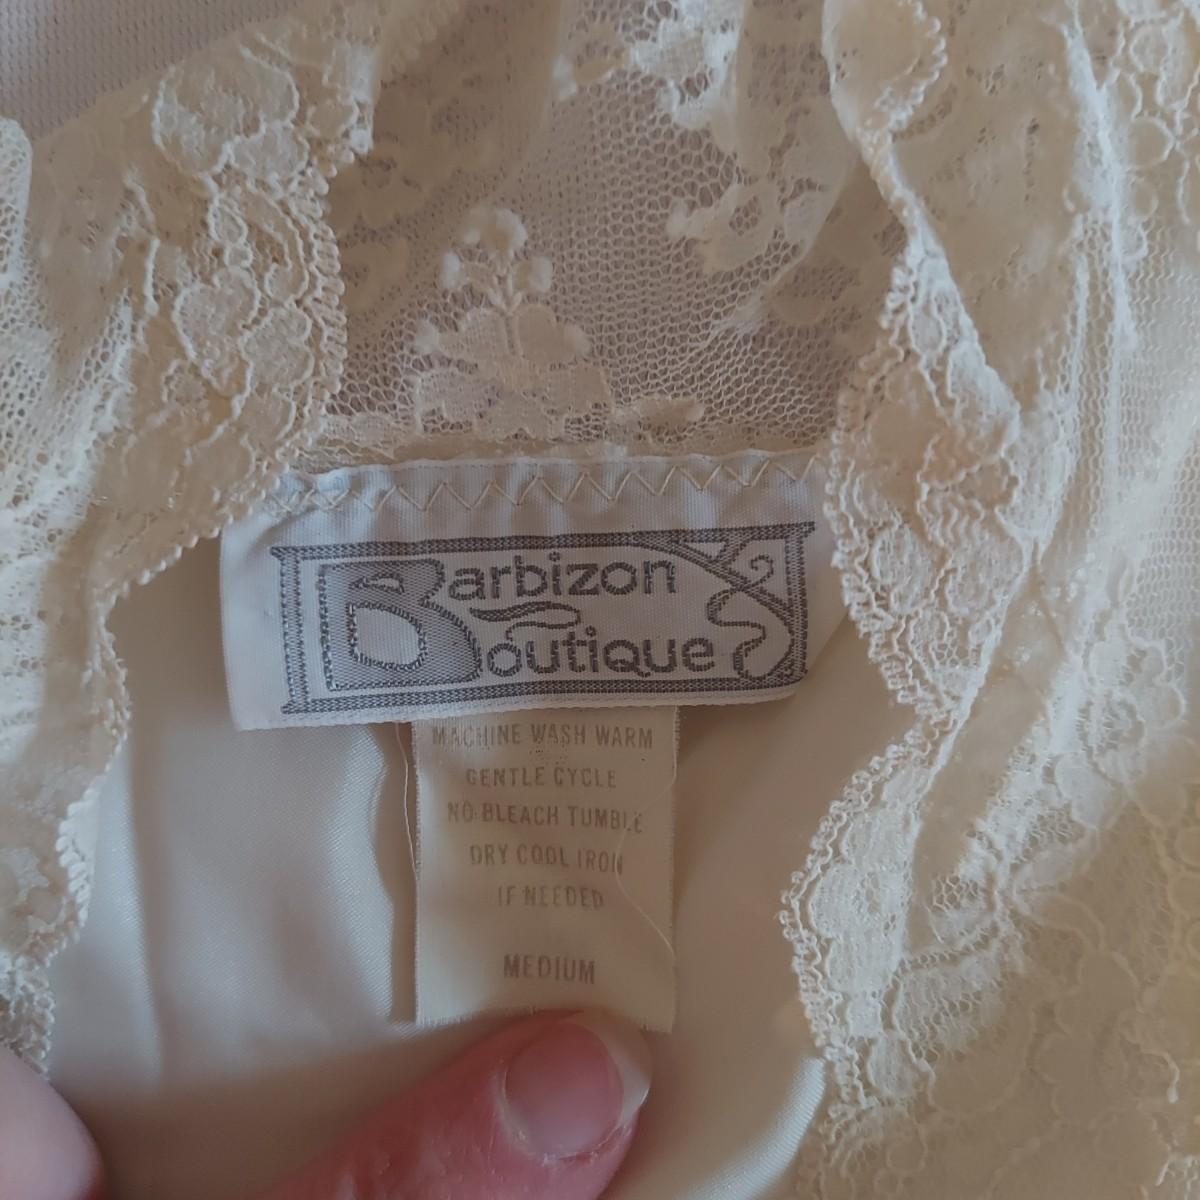 Barbizon
Boutique
MACHINE WASH WARM
GENTLE CYCLE
NO BLEACH TUMBLE
DRY COOL IRON
IF NEEDED
MEDIUM